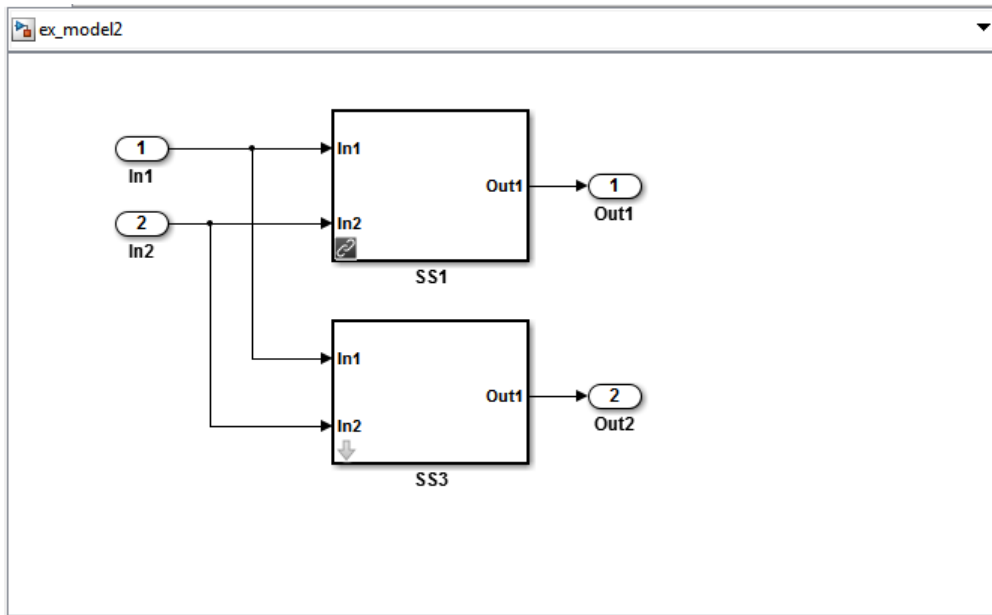 ex_model2
1
In1
In1
In2
Out1
SS1
1
Out1
2
In2
In1
In2
Out1
SS3
2
Out2